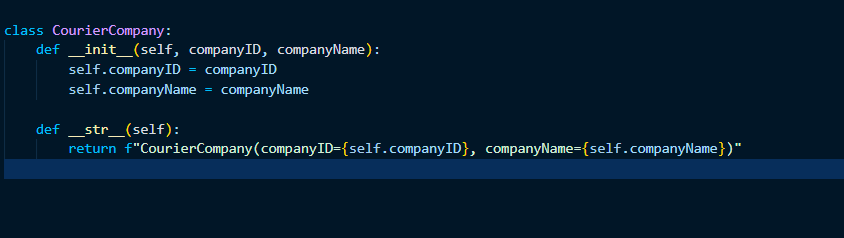 class CourierCompany:
    def __init__(self, companyID, companyName):
        self.companyID = companyID
        self.companyName = companyName
    def __str__(self):
        return f"CourierCompany(companyID={self.companyID}, companyName={self.companyName})"